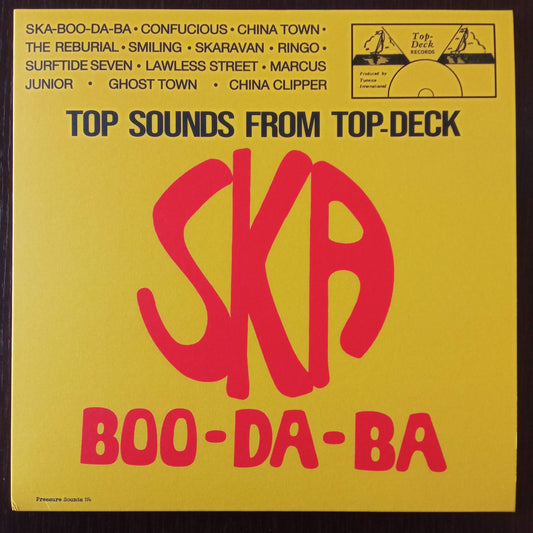 SKA-BOO-DA-BA • CONFUCIOUS • CHINA TOWN •
THE REBURIAL • SMILING • SKARAVAN • RINGO •
SURFTIDE SEVEN • LAWLESS STREET • MARCUS
JUNIOR • GHOST TOWN • CHINA CLIPPER
Top-
Deck
RECORDS
Produced by
Tunesse
International
TOP SOUNDS FROM TOP-DECK
SKA
BOO-DA-BA
Pressure Sounds